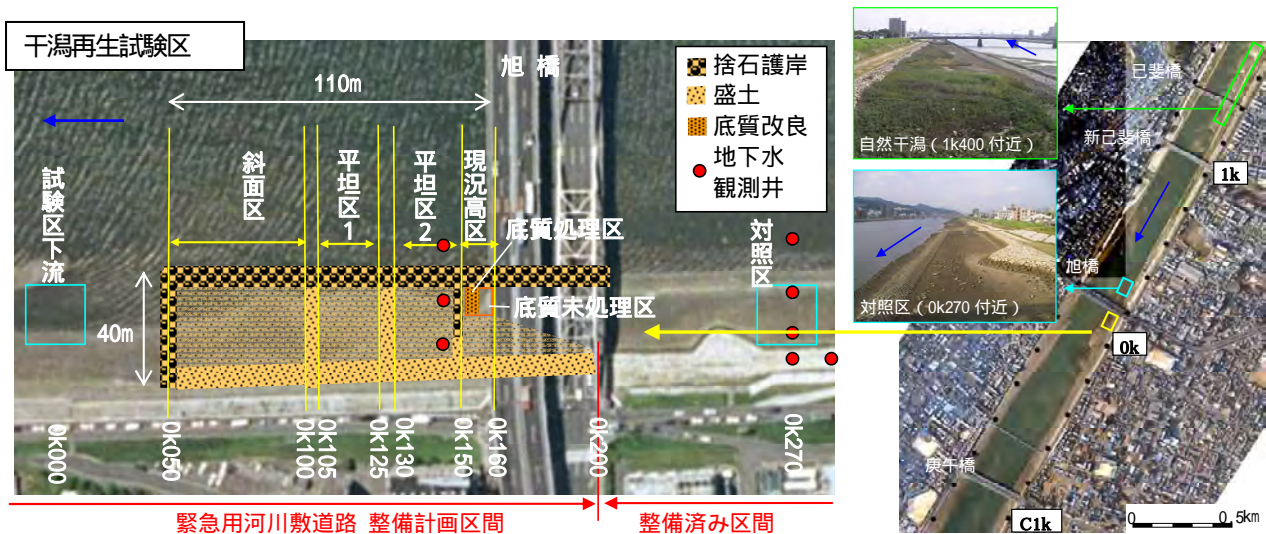 干潟再生試験区
旭 橋
110m
40m
試験区下流
斜面区
平坦区1
平坦区2
現況高区
底質処理区
底質未処理区
対照区
捨石護岸
盛土
底質改良
地下水
観測井
0k000
0k050
0k100
0k105
0k125
0k130
0k150
0k160
0k200
0k270
緊急用河川敷道路 整備計画区間
整備済み区間
自然干潟（1k400 付近）
対照区（0k270 付近）
己斐橋
新己斐橋
1k
旭橋
0k
庚午橋
C1k
0
0.5km